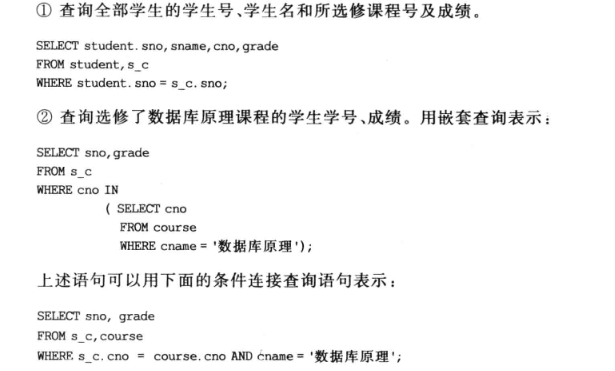 ① 查询全部学生的学生号、学生名和所选修课程号及成绩。
SELECT student.sno,sname,cno,grade
FROM student,s_c
WHERE student.sno = s_c.sno;
② 查询选修了数据库原理课程的学生学号、成绩。用嵌套查询表示:
SELECT sno,grade
FROM s_c
WHERE cno IN
( SELECT cno
FROM course
WHERE cname = '数据库原理');
上述语句可以用下面的条件连接查询语句表示:
SELECT sno, grade
FROM s_c,course
WHERE s_c.cno = course.cno AND cname = '数据库原理';